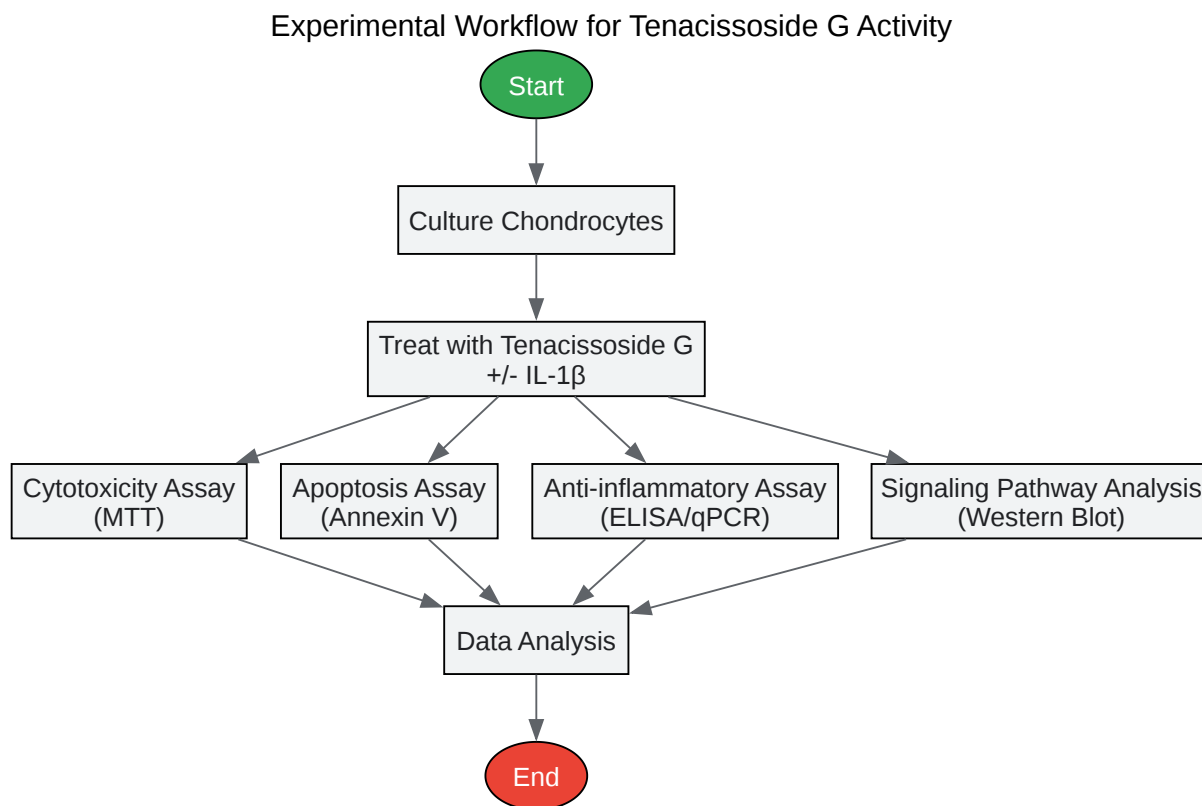 Experimental Workflow for Tenacissoside G Activity
Start
Culture Chondrocytes
Treat with Tenacissoside G
+/- IL-1β
Cytotoxicity Assay
(MTT)
Apoptosis Assay
(Annexin V)
Anti-inflammatory Assay
(ELISA/qPCR)
Signaling Pathway Analysis
(Western Blot)
Data Analysis
End